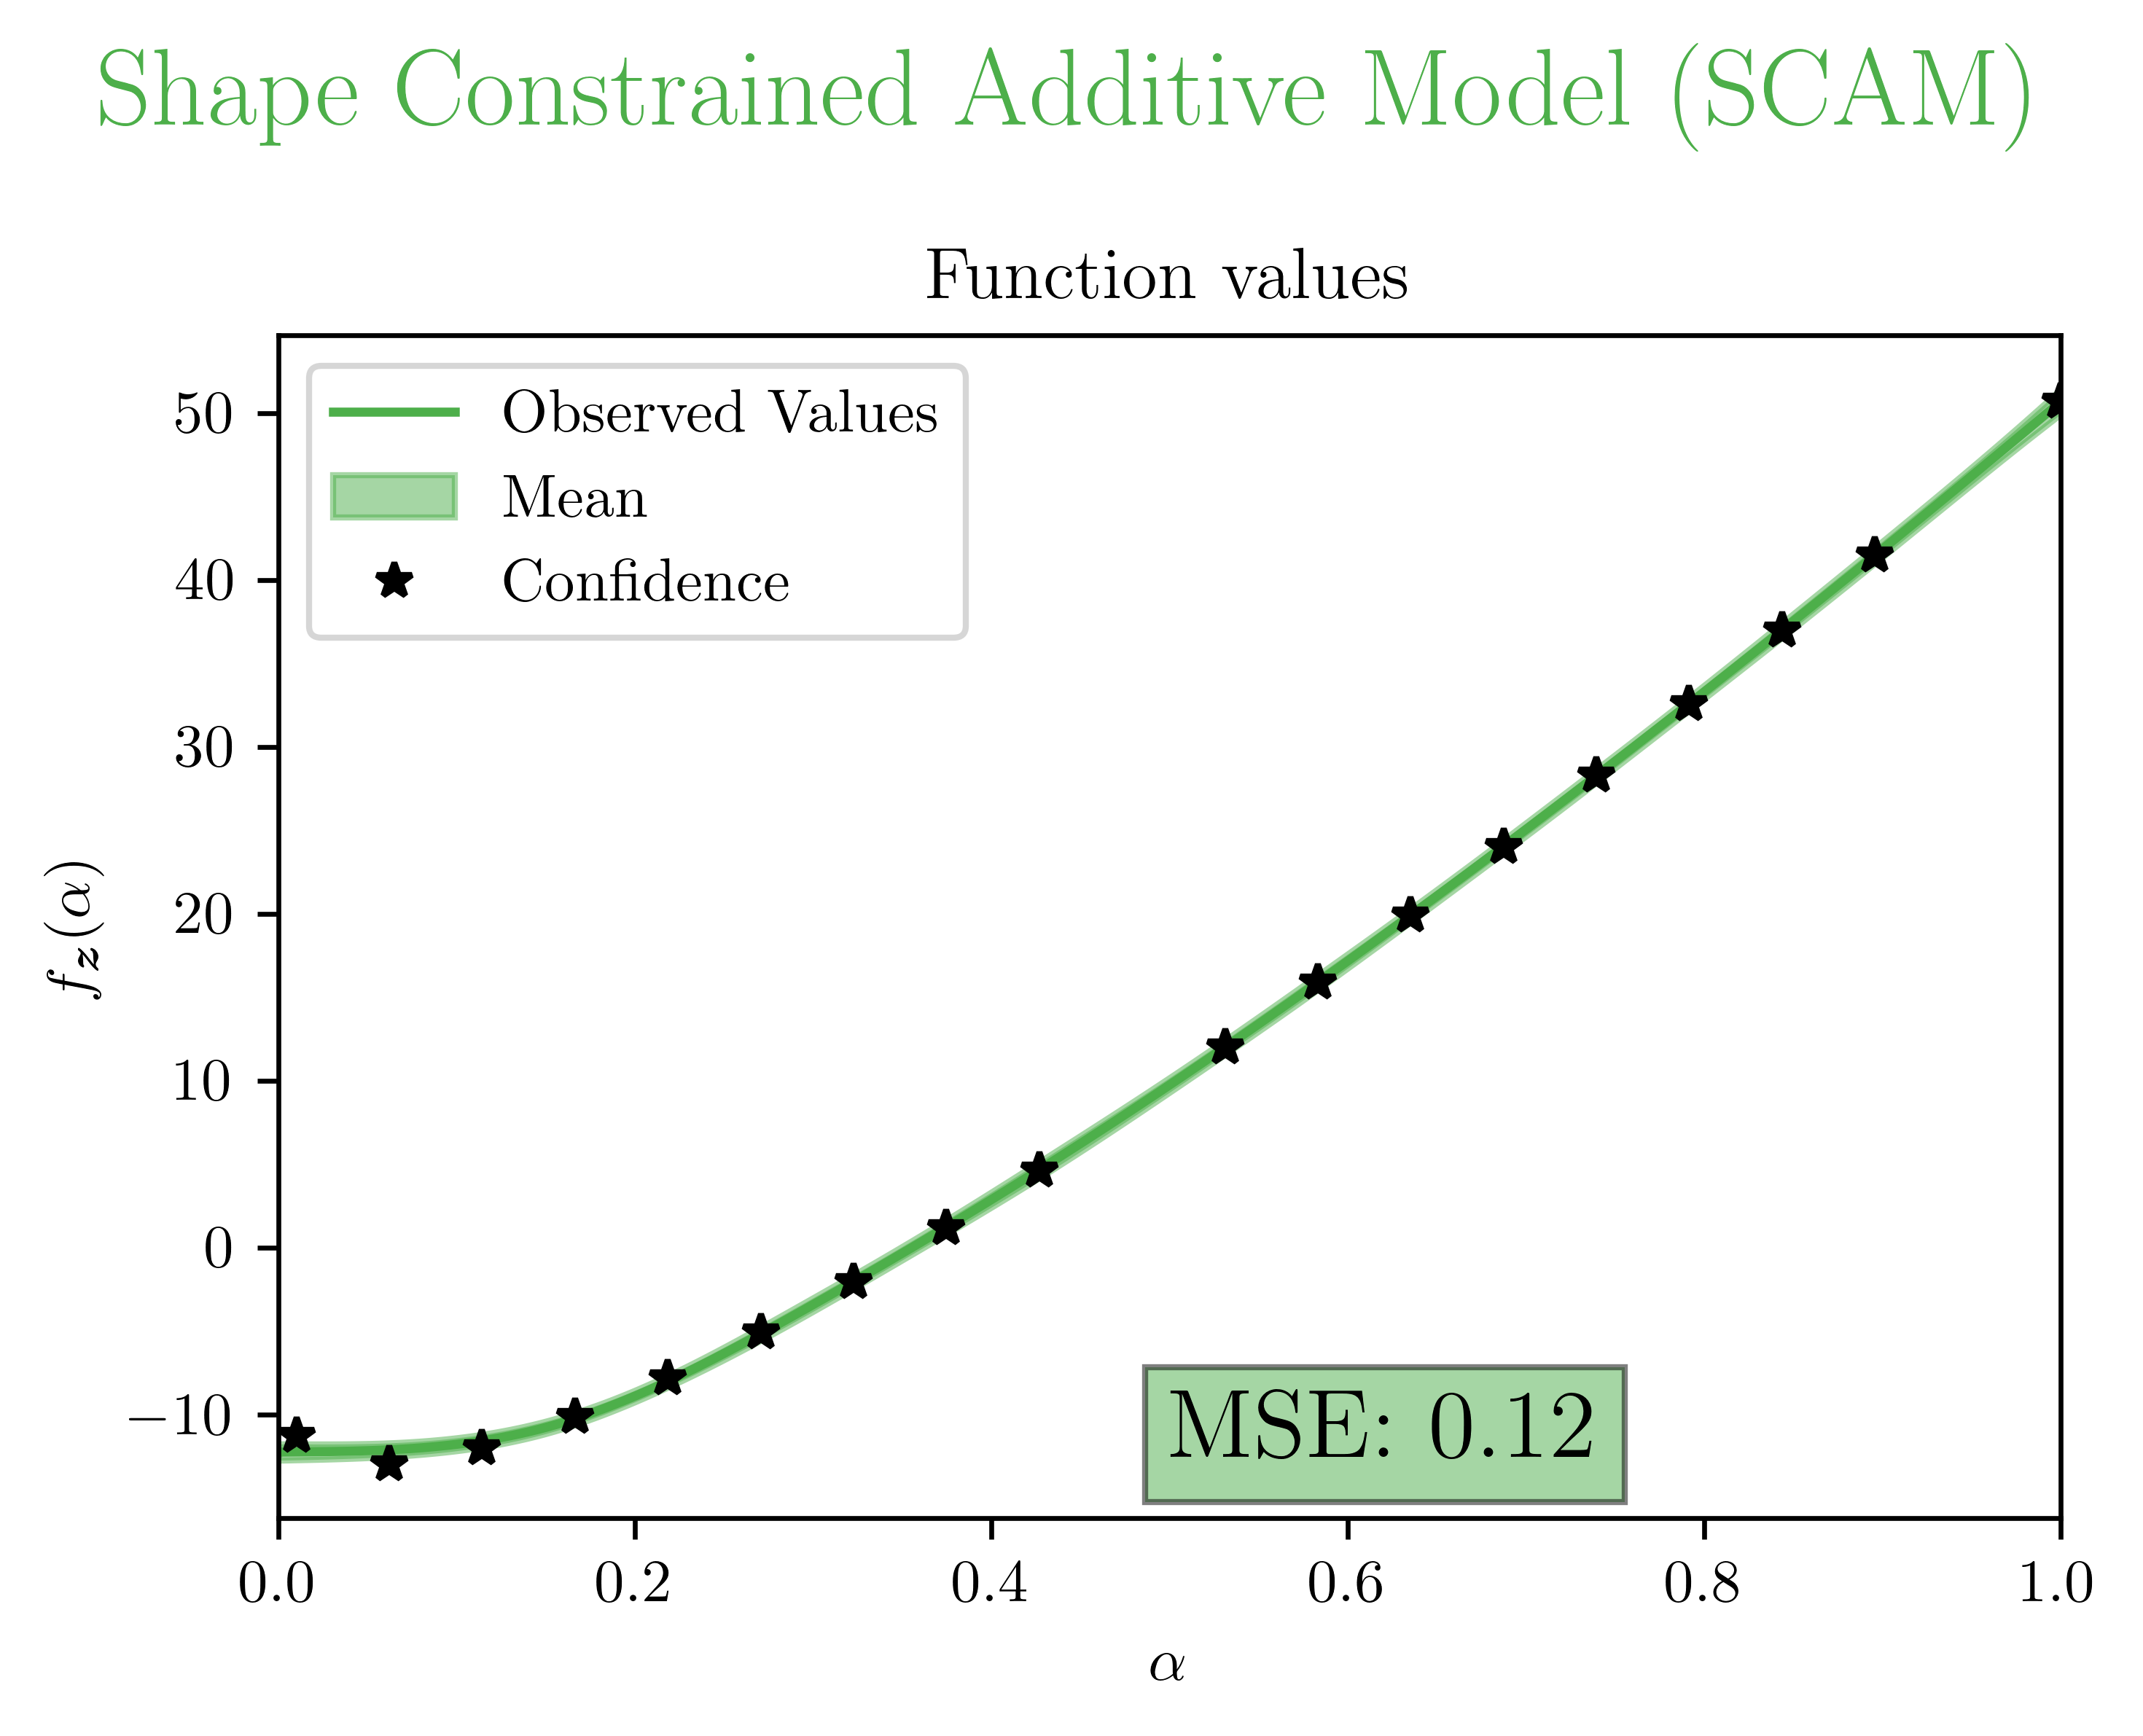 Shape Constrained Additive Model (SCAM)
Function values
Observed Values
Mean
Confidence
50
40
30
20
10
0
−10
f_z(α)
MSE: 0.12
0.0 0.2 0.4 0.6 0.8 1.0
α